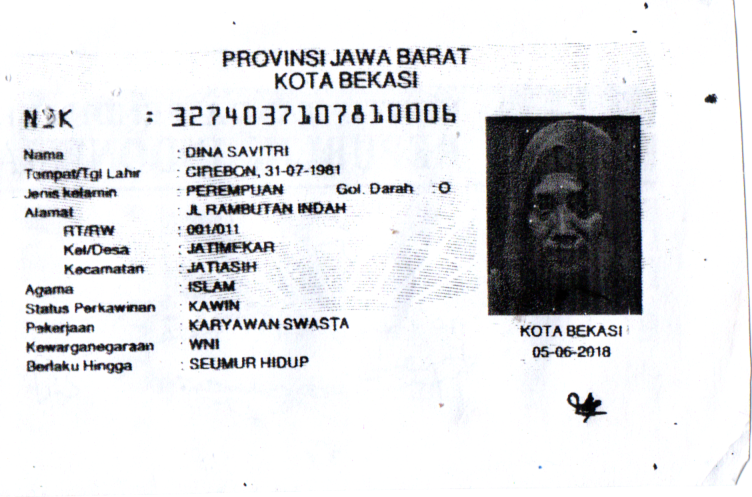 PROVINSI JAWA BARAT
KOTA BEKASI
NIK : 3274037107810006
Nama : DINA SAVITRI
Tempat/Tgl Lahir : CIREBON, 31-07-1981
Jenis kelamin : PEREMPUAN Gol. Darah : O
Alamat : JL RAMBUTAN INDAH
RT/RW : 001/011
Kel/Desa : JATIMEKAR
Kecamatan : JATIASIH
Agama : ISLAM
Status Perkawinan : KAWIN
Pekerjaan : KARYAWAN SWASTA
Kewarganegaraan : WNI
Berlaku Hingga : SEUMUR HIDUP
KOTA BEKASI
05-06-2018